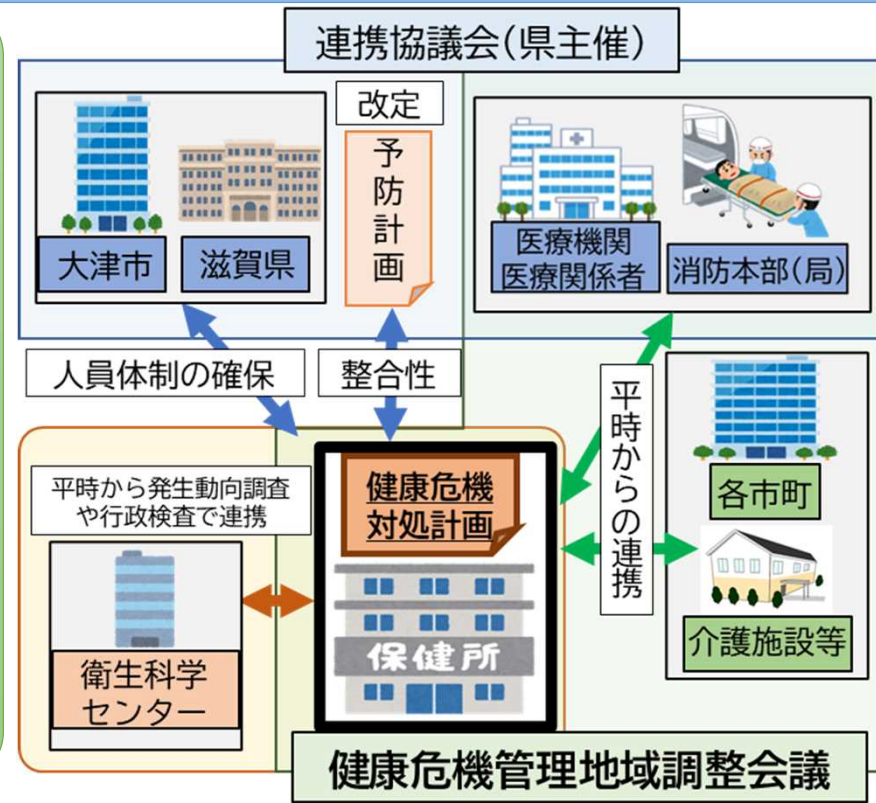 連携協議会(県主催)
改定
予防計画
大津市
滋賀県
医療機関
医療関係者
消防本部(局)
人員体制の確保
整合性
平時からの連携
各市町
介護施設等
平時から発生動向調査
や行政検査で連携
健康危機
対処計画
保健所
衛生科学
センター
健康危機管理地域調整会議